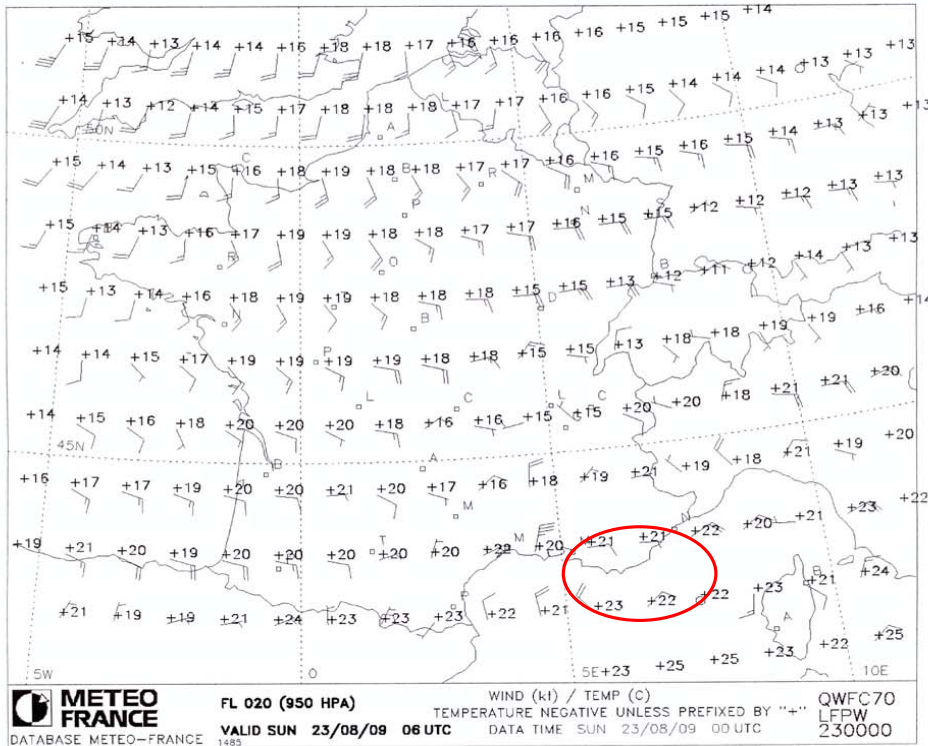 +15 +14 +13 +14 +14 +16 +18 +18 +17 +16 +16 +16 +16 +15 +15 +15 +14
+14 +13 +12 +14 +15 +17 +18 +18 +18 +17 +17 +16 +16 +15 +14 +14 +14 +13 +13 +13
50N A
+15 +14 +13 +15 +16 +18 +19 +18 +18 +17 +17 +16 +16 +15 +16 +15 +14 +13 +13
C B R M
+15 +14 +13 +16 +17 +19 +19 +18 +18 +17 +17 +16 +15 +15 +12 +12 +12 +13
P N S
R O
+15 +13 +14 +16 +18 +19 +19 +18 +18 +18 +15 +15 +13 +12 +11 +12 +14 +13 +13
N B D B
+14 +14 +15 +17 +19 +19 +19 +19 +18 +18 +15 +15 +13 +18 +18 +19 +19 +16 +14
P
L C L C
+14 +15 +16 +18 +20 +20 +20 +18 +16 +16 +15 +15 +20 +20 +18 +21 +21 +20
45N G
B A
+16 +17 +17 +19 +20 +20 +21 +20 +17 +16 +18 +19 +21 +19 +18 +21 +19 +20
M N
+19 +21 +20 +19 +20 +20 +20 +20 +20 +22 +20 +21 +21 +22 +20 +21 +23 +22
T M M
+21 +19 +19 +21 +24 +23 +23 +23 +22 +21 +23 +22 +22 +23 +21 +24
P B A
+23 +25 +25 +23 +22 +25
5W 0 5E 10E
METEO FRANCE
DATABASE METEO-FRANCE
1485
FL 020 (950 HPA)
VALID SUN 23/08/09 06 UTC
WIND (kt) / TEMP (C)
TEMPERATURE NEGATIVE UNLESS PREFIXED BY "+"
DATA TIME SUN 23/08/09 00 UTC
QWFC70
LFPW
230000